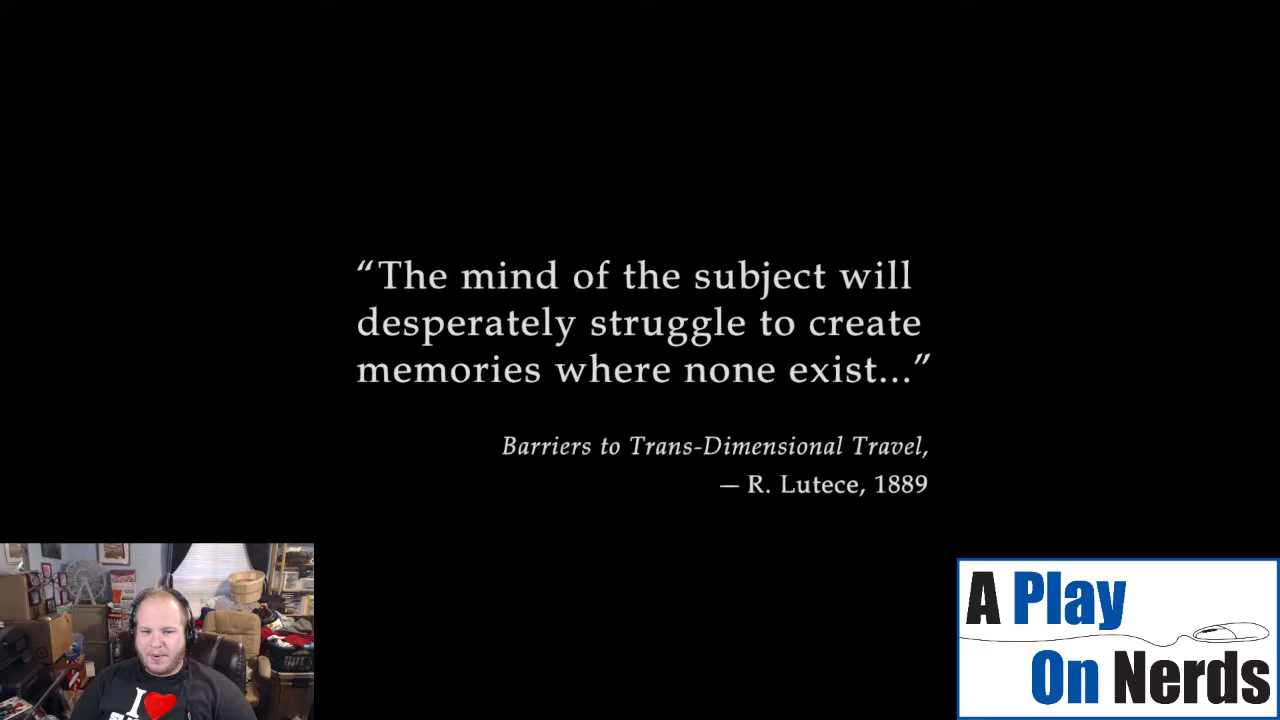 “The mind of the subject will
desperately struggle to create
memories where none exist...”
Barriers to Trans-Dimensional Travel,
— R. Lutece, 1889
I
A Play
On Nerds